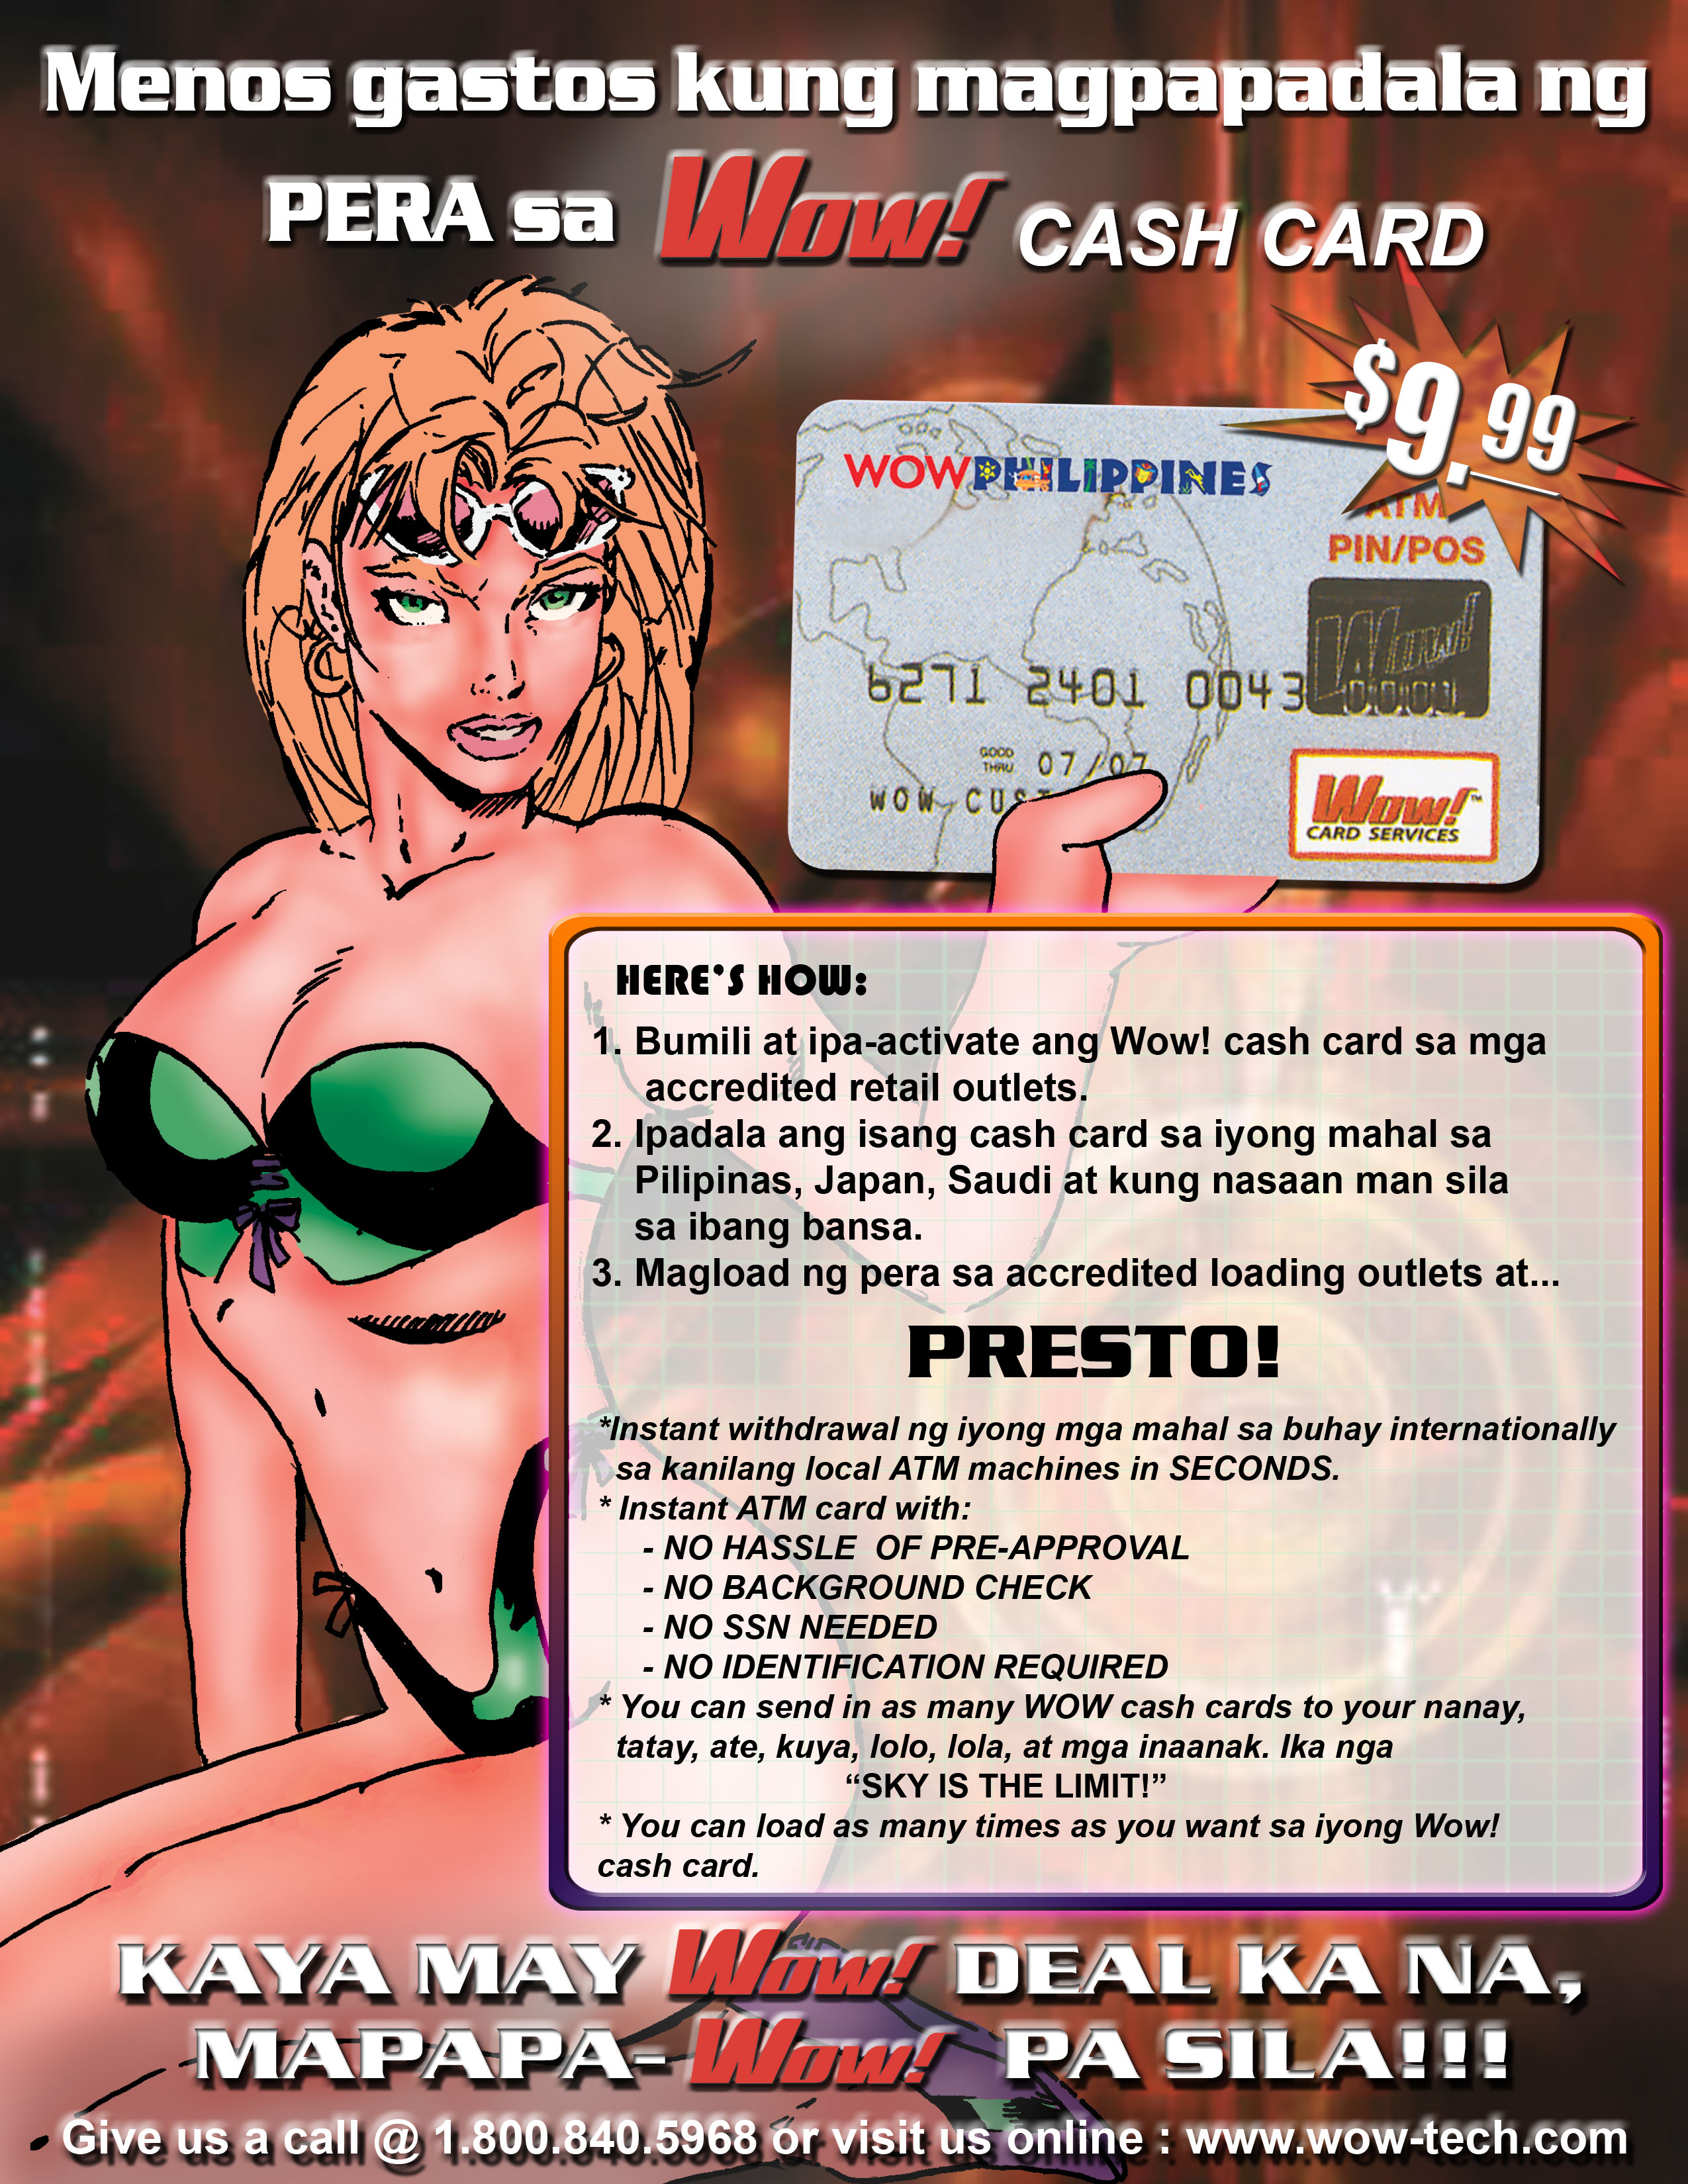 Menos gastos kung magpapadala ng
PERA sa Wow! CASH CARD
$9.99
WOWPHILIPPINES
ATM
PIN/POS
Wow!
6271 2401 0043 0001
GOOD
THRU 07/07
WOW CUST
Wow!™
CARD SERVICES
HERE'S HOW:
1. Bumili at ipa-activate ang Wow! cash card sa mga
accredited retail outlets.
2. Ipadala ang isang cash card sa iyong mahal sa
Pilipinas, Japan, Saudi at kung nasaan man sila
sa ibang bansa.
3. Magload ng pera sa accredited loading outlets at...
PRESTO!
*Instant withdrawal ng iyong mga mahal sa buhay internationally
sa kanilang local ATM machines in SECONDS.
* Instant ATM card with:
- NO HASSLE OF PRE-APPROVAL
- NO BACKGROUND CHECK
- NO SSN NEEDED
- NO IDENTIFICATION REQUIRED
* You can send in as many WOW cash cards to your nanay,
tatay, ate, kuya, lolo, lola, at mga inaanak. Ika nga
“SKY IS THE LIMIT!”
* You can load as many times as you want sa iyong Wow!
cash card.
KAYA MAY Wow! DEAL KA NA,
MAPAPA-Wow! PA SILA!!!
Give us a call @ 1.800.840.5968 or visit us online : www.wow-tech.com